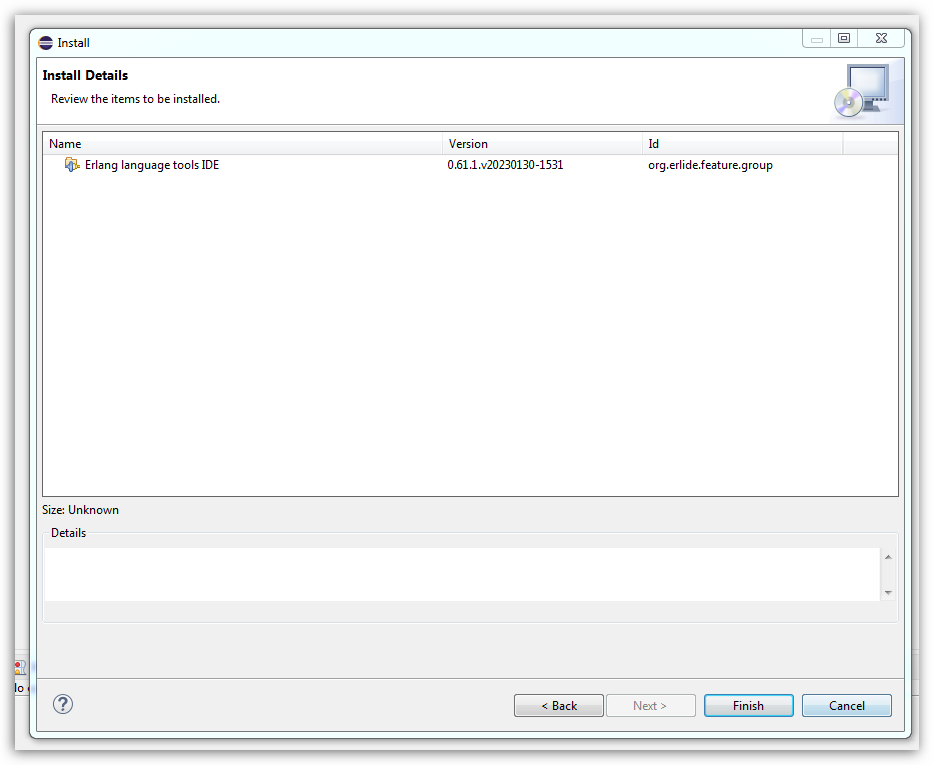 Install
Install Details
Review the items to be installed.
Name Version Id
Erlang language tools IDE 0.61.1.v20230130-1531 org.erlide.feature.group
Size: Unknown
Details
lo
? < Back Next > Finish Cancel